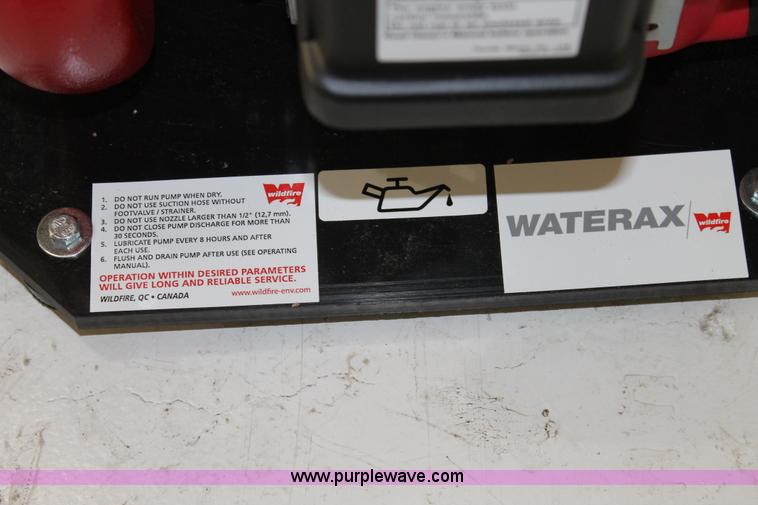 1. DO NOT RUN PUMP WHEN DRY.
2. DO NOT USE SUCTION HOSE WITHOUT
FOOTVALVE / STRAINER.
3. DO NOT USE NOZZLE LARGER THAN 1/2" (12,7 mm).
4. DO NOT CLOSE PUMP DISCHARGE FOR MORE THAN
30 SECONDS.
5. LUBRICATE PUMP EVERY 8 HOURS AND AFTER
EACH USE.
6. FLUSH AND DRAIN PUMP AFTER USE (SEE OPERATING
MANUAL).
OPERATION WITHIN DESIRED PARAMETERS
WILL GIVE LONG AND RELIABLE SERVICE.
WILDFIRE, QC • CANADA www.wildfire-env.com
wildfire
WATERAX
wildfire
www.purplewave.com